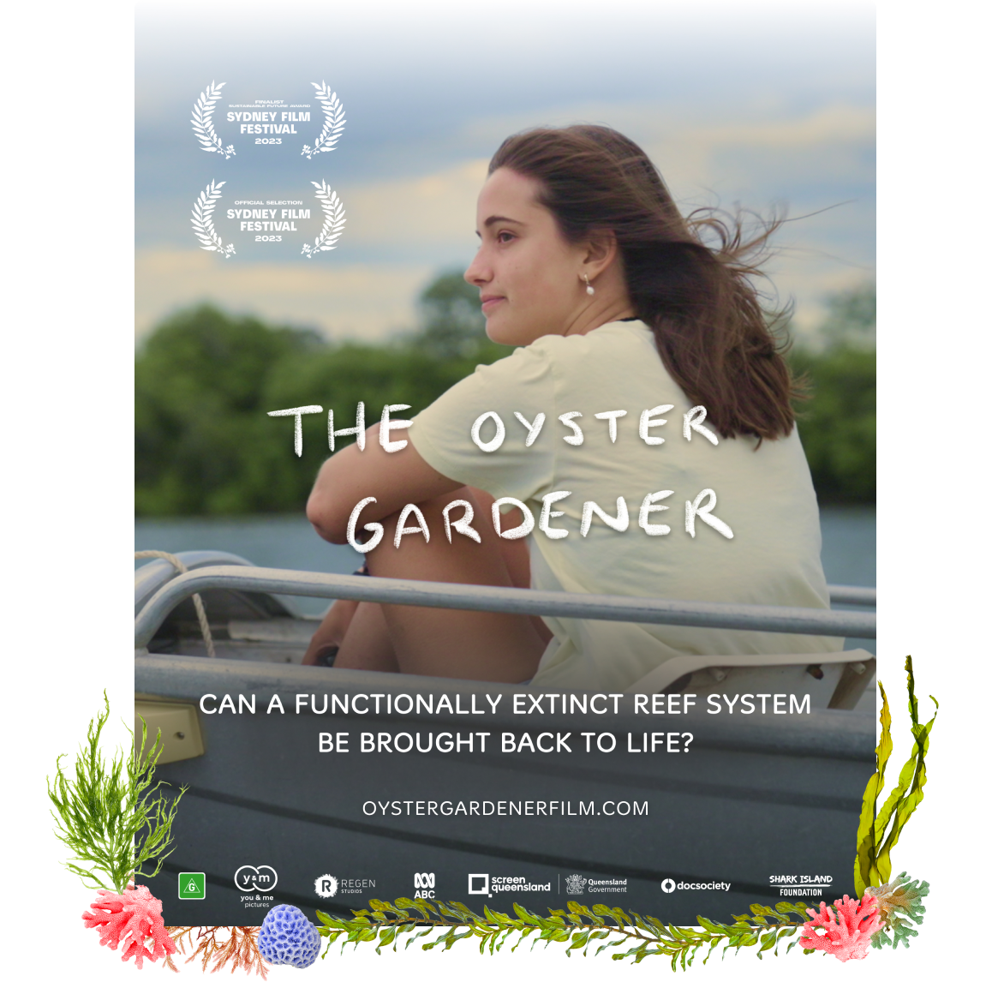 FINALIST
SUSTAINABLE FUTURE AWARD
SYDNEY FILM
FESTIVAL
2023
OFFICIAL SELECTION
SYDNEY FILM
FESTIVAL
2023
THE OYSTER
GARDENER
CAN A FUNCTIONALLY EXTINCT REEF SYSTEM
BE BROUGHT BACK TO LIFE?
OYSTERGARDENERFILM.COM
G
y&m
you & me
pictures
R
REGEN
STUDIOS
ABC
screen
queensland
Queensland
Government
docsociety
SHARK ISLAND
FOUNDATION